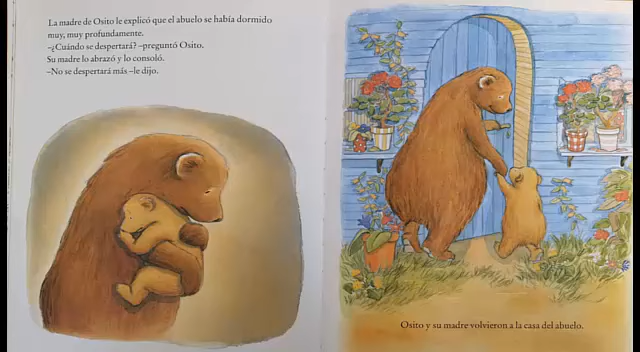 La madre de Osito le explicó que el abuelo se había dormido
muy, muy profundamente.
–¿Cuándo se despertará? –preguntó Osito.
Su madre lo abrazó y lo consoló.
–No se despertará más –le dijo.
Osito y su madre volvieron a la casa del abuelo.